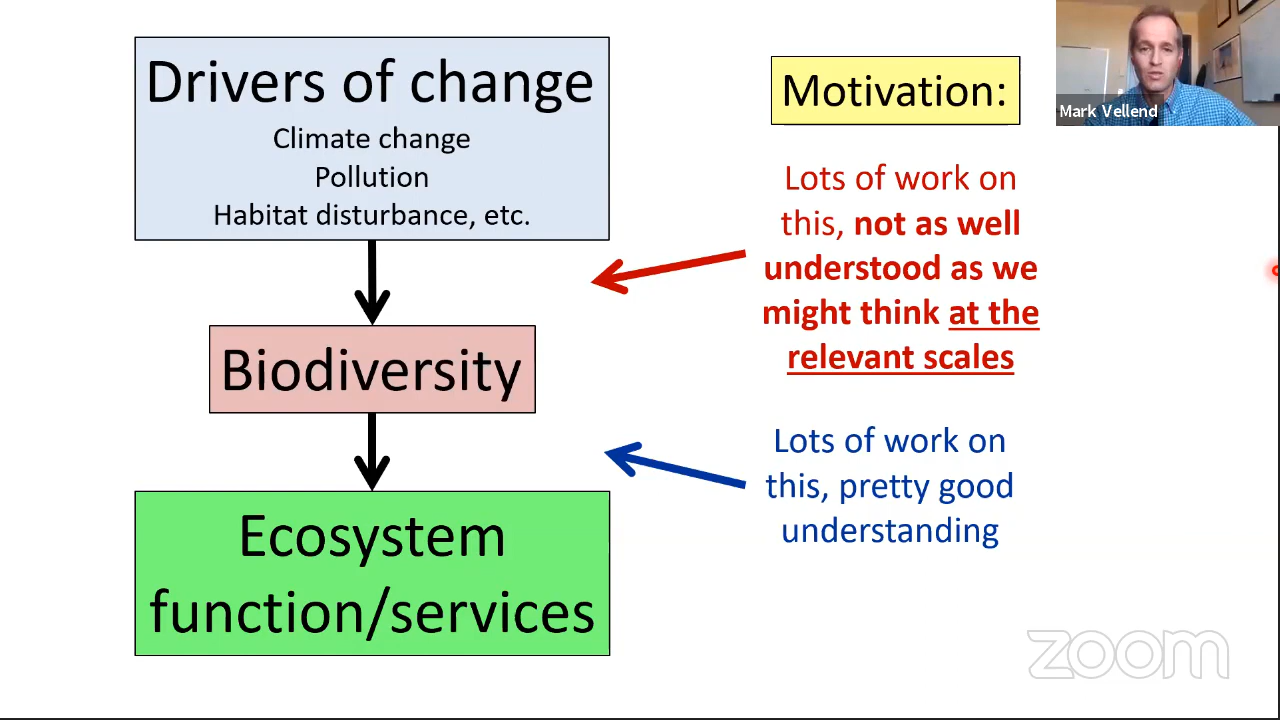 Drivers of change
Climate change
Pollution
Habitat disturbance, etc.
Biodiversity
Ecosystem
function/services
Motivation:
Lots of work on
this, not as well
understood as we
might think at the
relevant scales
Lots of work on
this, pretty good
understanding
Mark Vellend
zoom